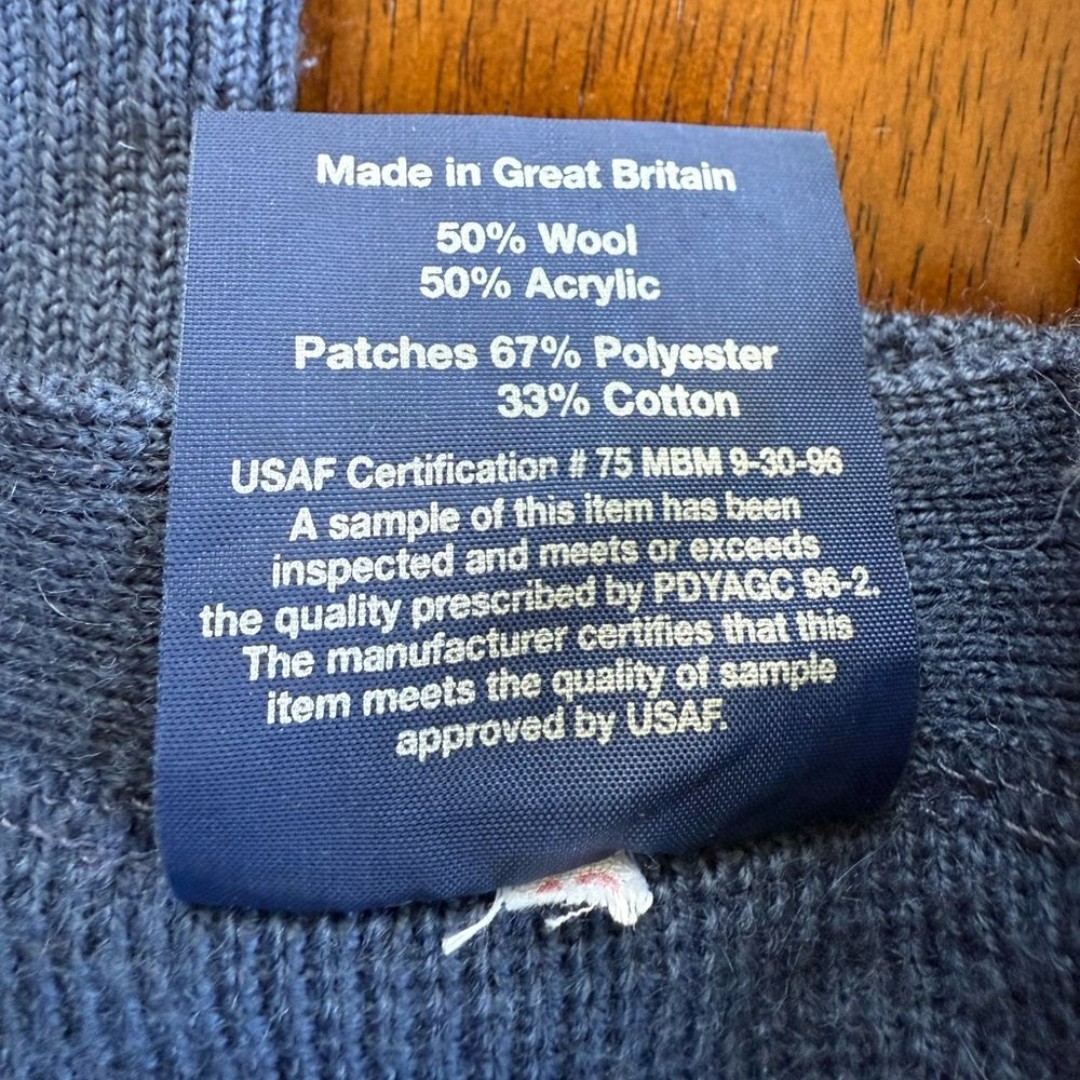 Made in Great Britain
50% Wool
50% Acrylic
Patches 67% Polyester
33% Cotton
USAF Certification # 75 MBM 9-30-96
A sample of this item has been
inspected and meets or exceeds
the quality prescribed by PDYAGC 96-2.
The manufacturer certifies that this
item meets the quality of sample
approved by USAF.